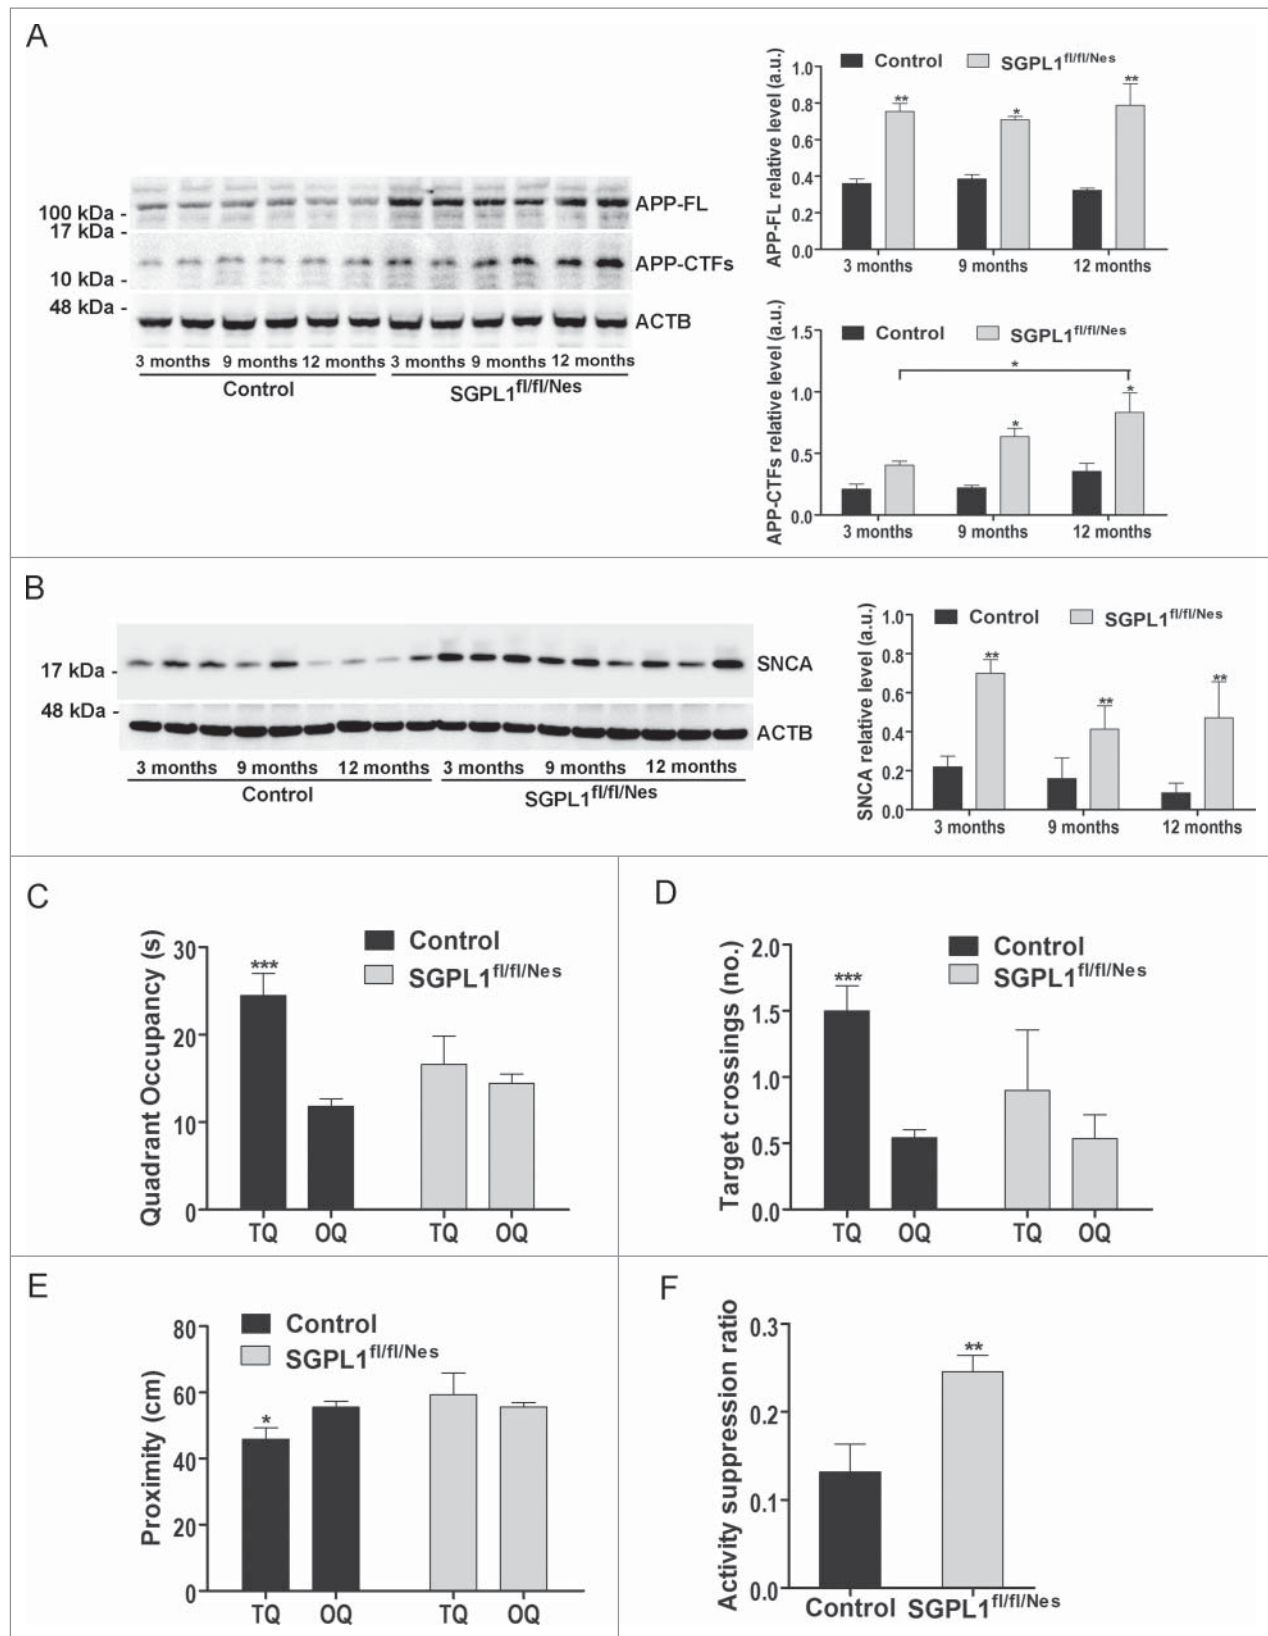 A
100 kDa -
17 kDa -
10 kDa -
48 kDa -
APP-FL
APP-CTFs
ACTB
3 months 9 months 12 months 3 months 9 months 12 months
Control SGPL1fl/fl/Nes
Control SGPL1fl/fl/Nes
APP-FL relative level (a.u.)
1.0
0.8
0.6
0.4
0.2
0.0
** * **
3 months 9 months 12 months
Control SGPL1fl/fl/Nes
APP-CTFs relative level (a.u.)
1.5
1.0
0.5
0.0
*
* *
3 months 9 months 12 months
B
17 kDa -
48 kDa -
SNCA
ACTB
3 months 9 months 12 months 3 months 9 months 12 months
Control SGPL1fl/fl/Nes
Control SGPL1fl/fl/Nes
SNCA relative level (a.u.)
1.0
0.8
0.6
0.4
0.2
0.0
** ** **
3 months 9 months 12 months
C
Control
SGPL1fl/fl/Nes
Quadrant Occupancy (s)
30
20
10
0
***
TQ OQ TQ OQ
D
Control
SGPL1fl/fl/Nes
Target crossings (no.)
2.0
1.5
1.0
0.5
0.0
***
TQ OQ TQ OQ
E
Control
SGPL1fl/fl/Nes
Proximity (cm)
80
60
40
20
0
*
TQ OQ TQ OQ
F
Activity suppression ratio
0.3
0.2
0.1
0.0
**
Control SGPL1fl/fl/Nes